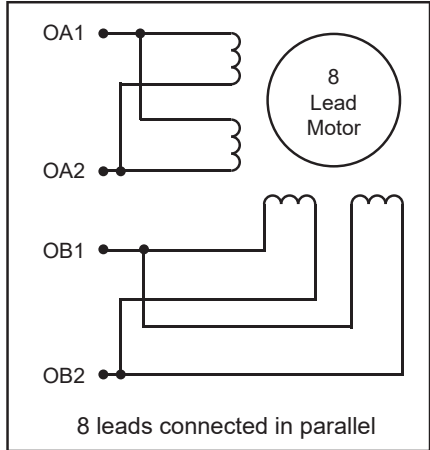 OA1
8
Lead
Motor
OA2
OB1
OB2
8 leads connected in parallel